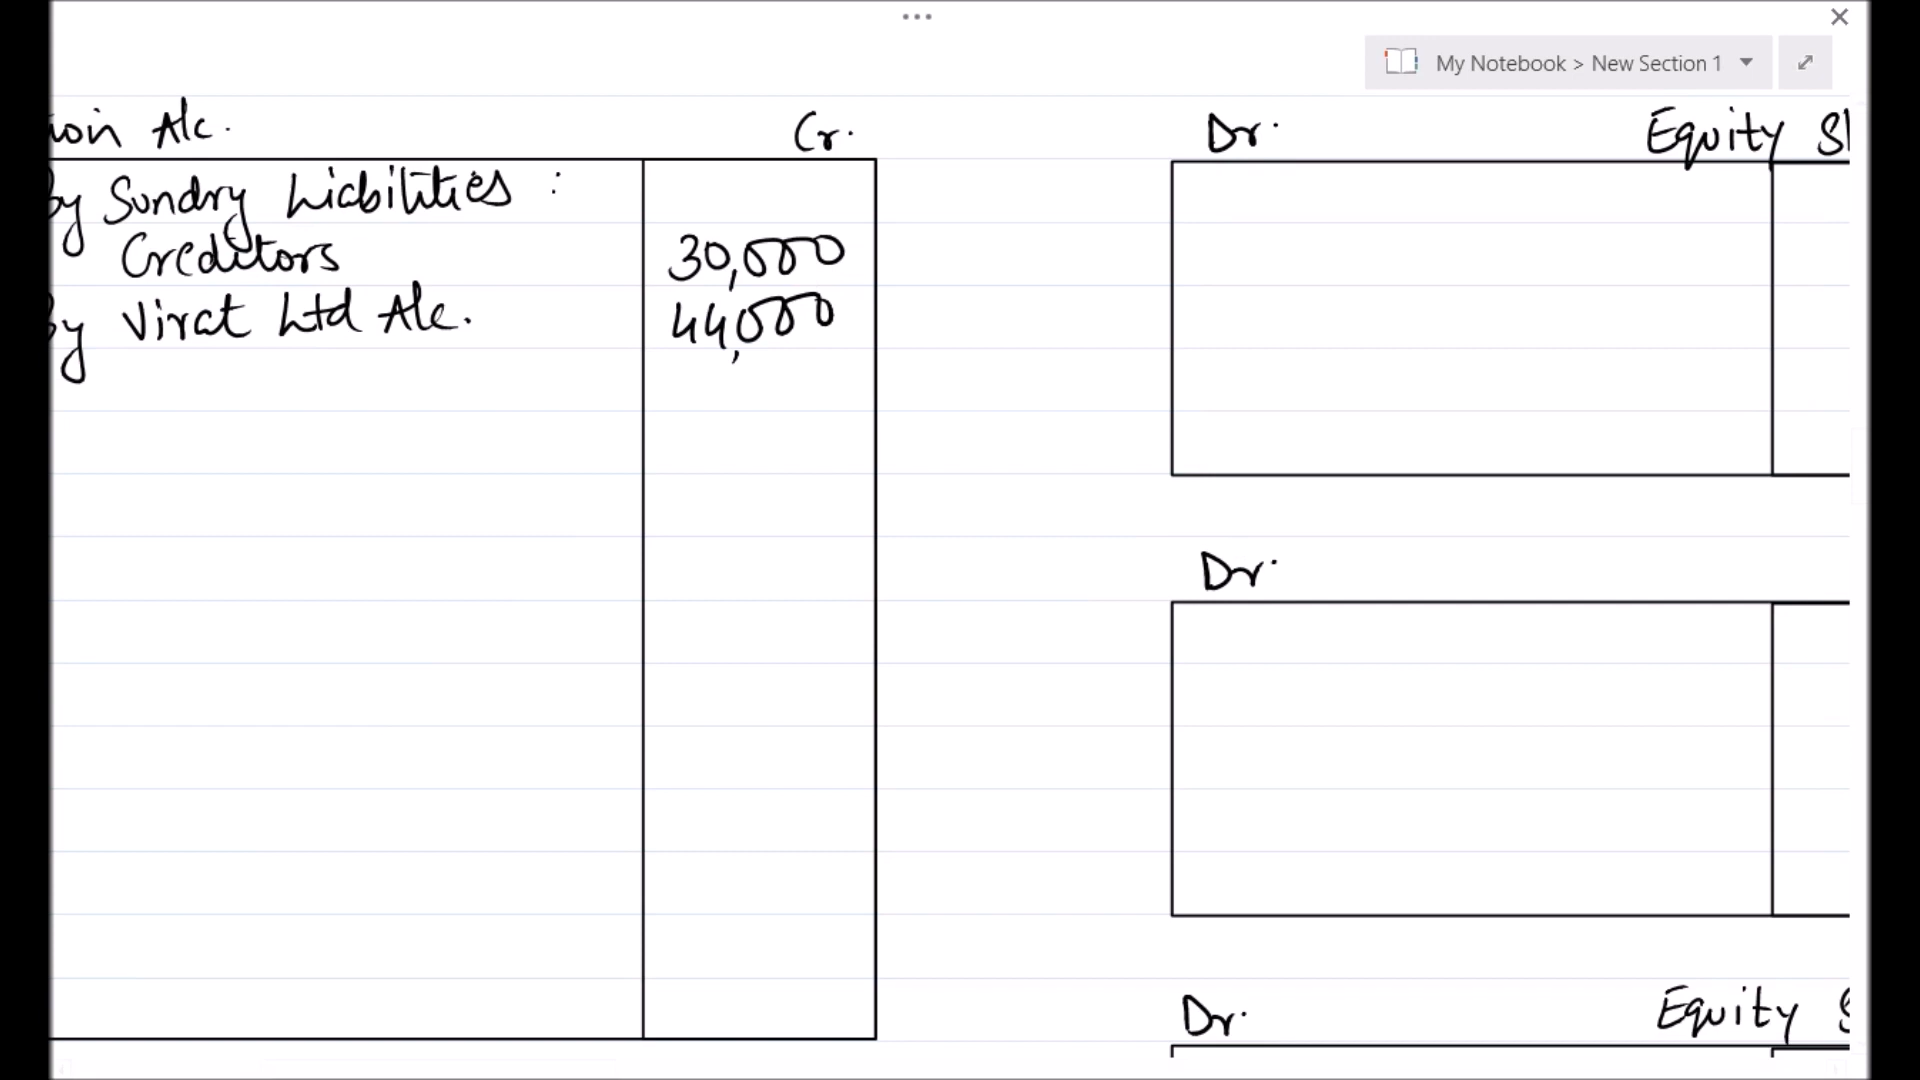 My Notebook > New Section 1
ion A/c.
Cr.
By Sundry Liabilities :
Creditors 30,000
By Virat Ltd A/c. 44,000
Dr.
Equity Sh
Dr.
Dr.
Equity S